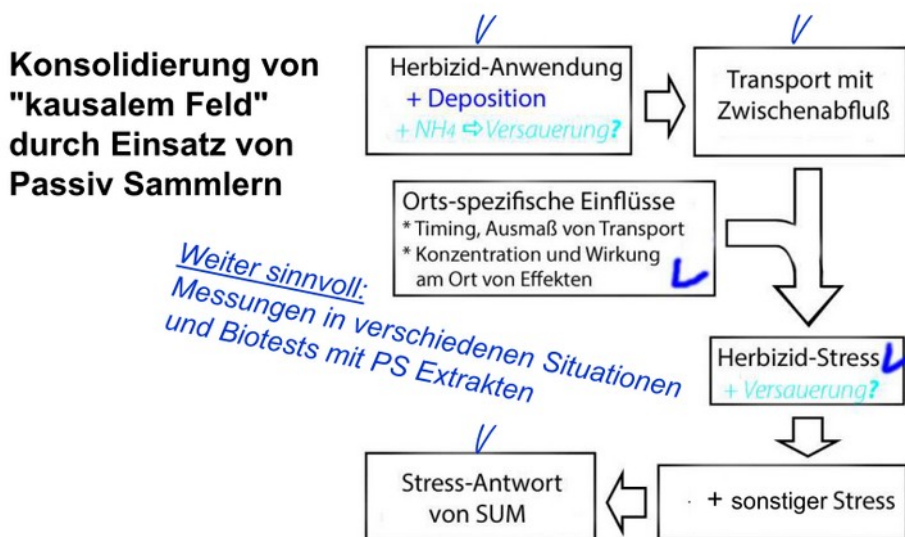 Konsolidierung von
"kausalem Feld"
durch Einsatz von
Passiv Sammlern
Herbizid-Anwendung
+ Deposition
+ NH4 ⇨ Versauerung?
Transport mit
Zwischenabfluß
Orts-spezifische Einflüsse
* Timing, Ausmaß von Transport
* Konzentration und Wirkung
am Ort von Effekten
Weiter sinnvoll:
Messungen in verschiedenen Situationen
und Biotests mit PS Extrakten
Herbizid-Stress
+ Versauerung?
+ sonstiger Stress
Stress-Antwort
von SUM